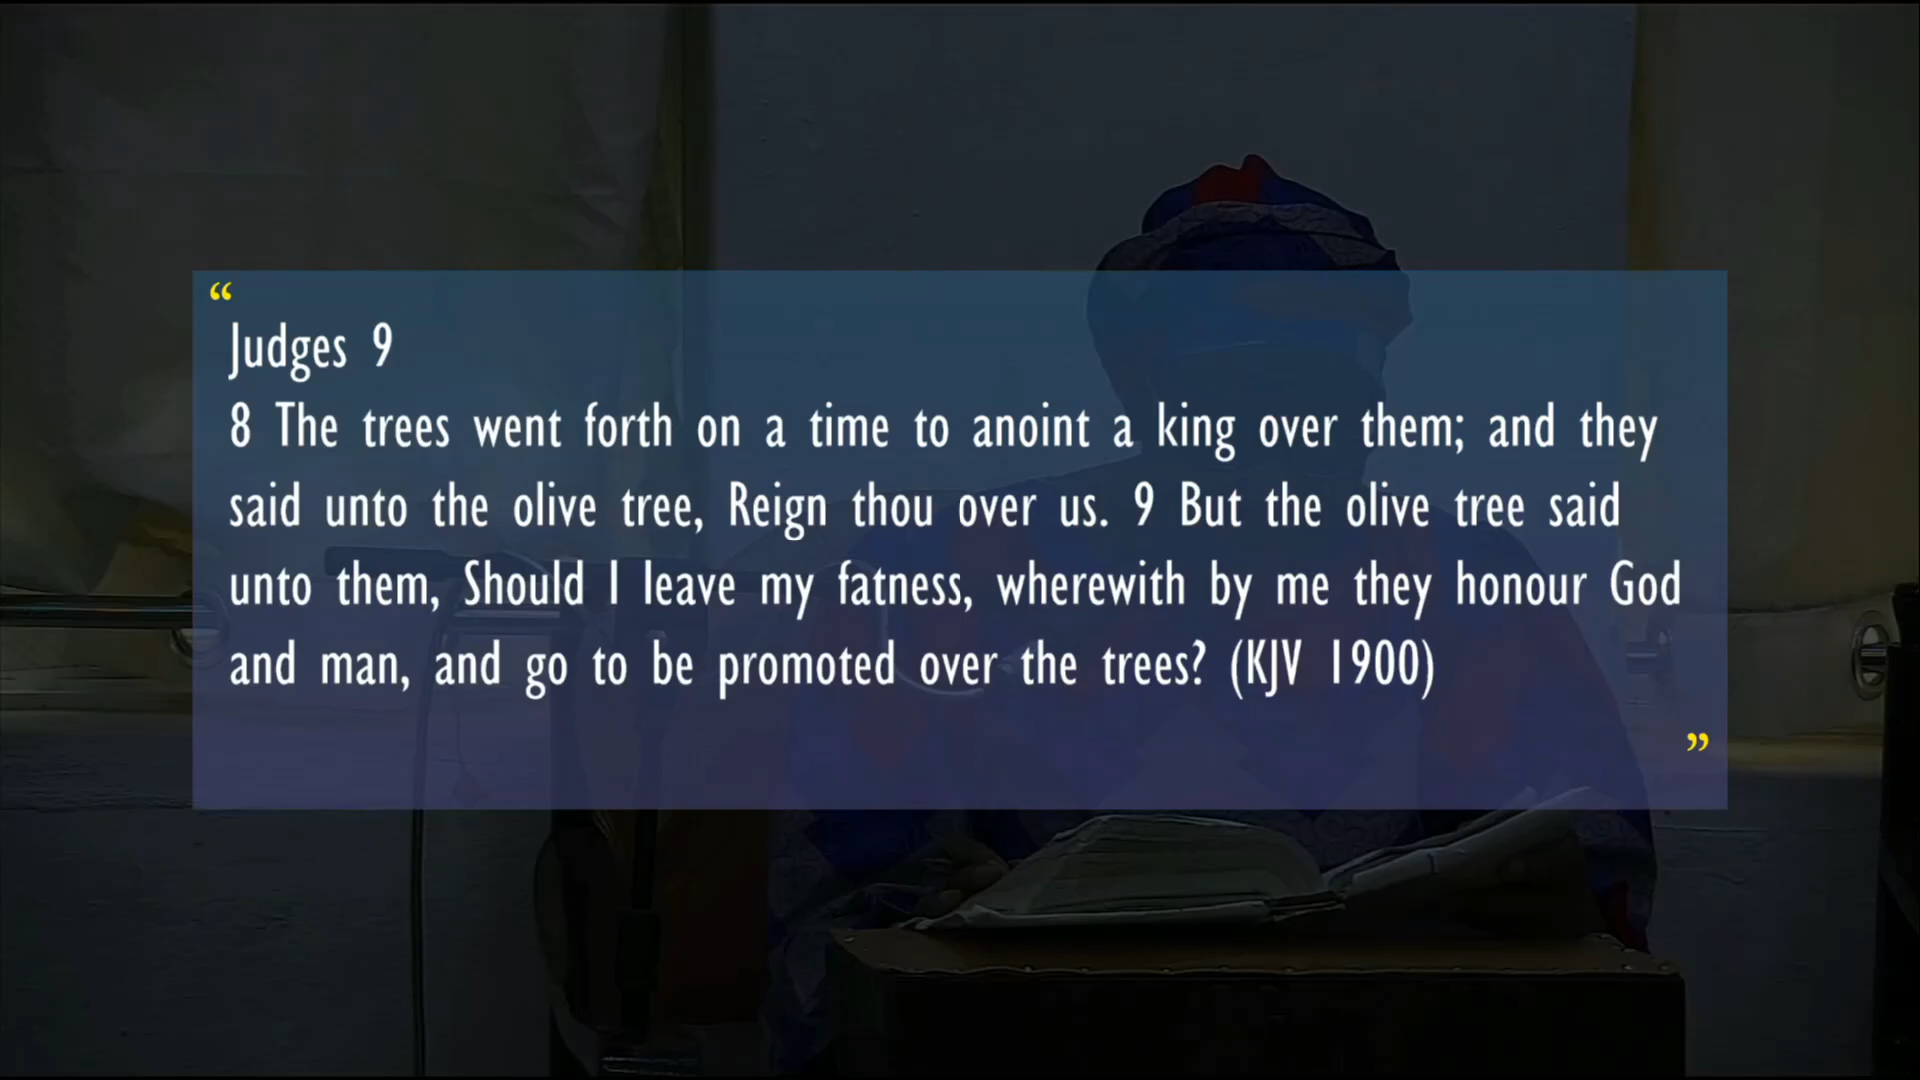 “
Judges 9
8 The trees went forth on a time to anoint a king over them; and they
said unto the olive tree, Reign thou over us. 9 But the olive tree said
unto them, Should I leave my fatness, wherewith by me they honour God
and man, and go to be promoted over the trees? (KJV 1900)
”